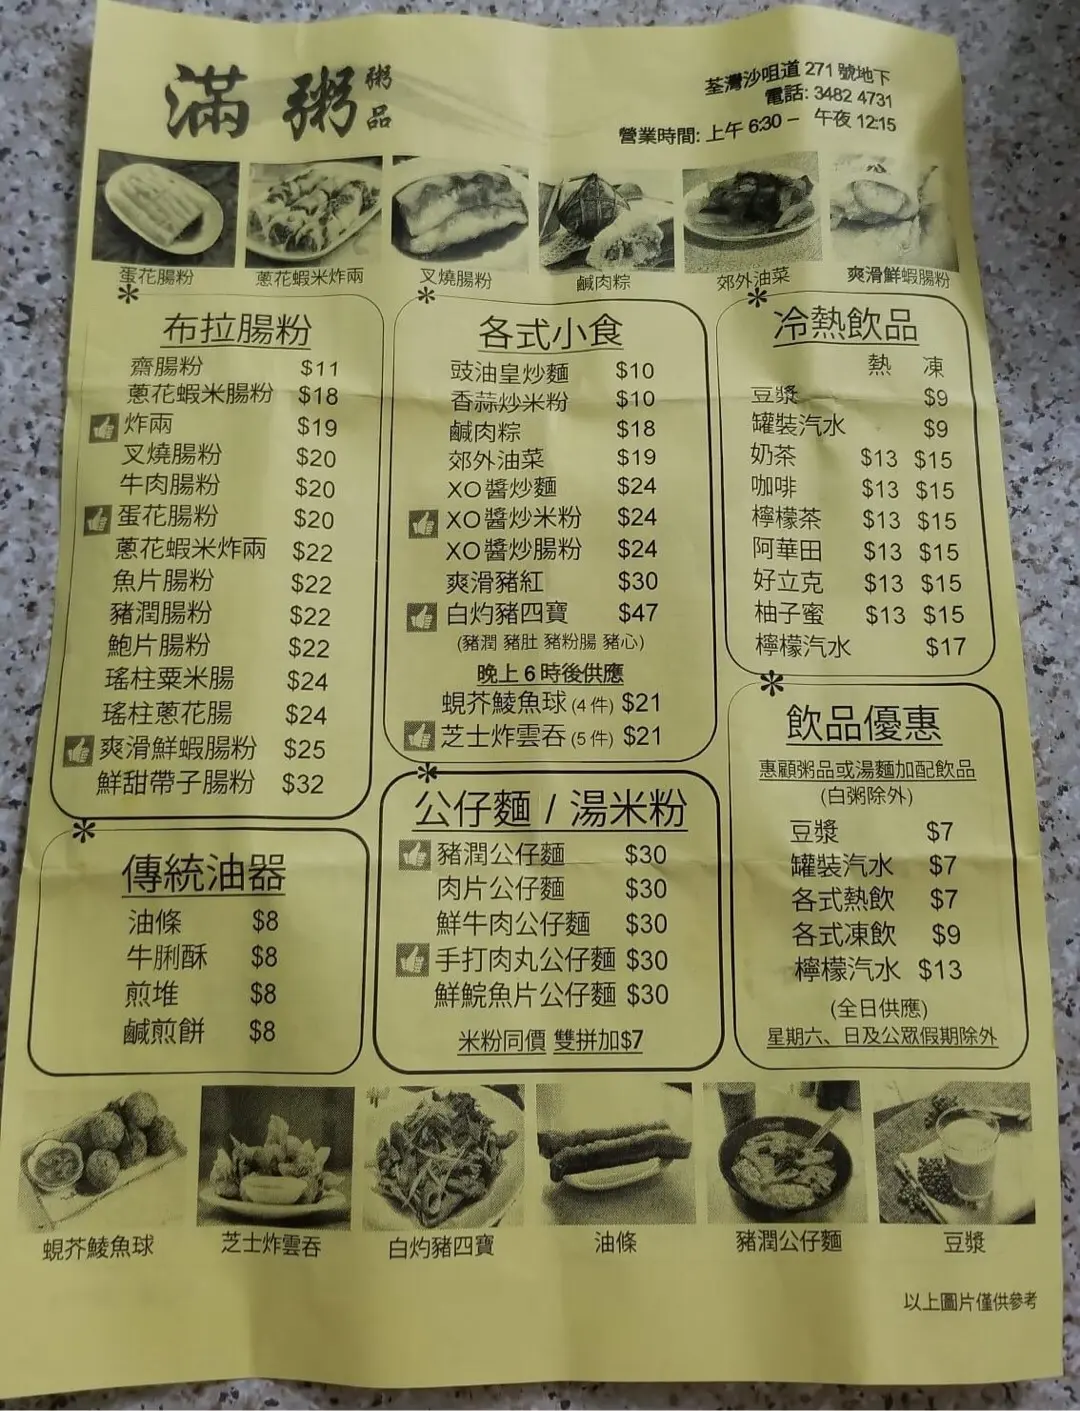 滿粥 粥品
荃灣沙咀道 271 號地下
電話: 3482 4731
營業時間: 上午 6:30 – 午夜 12:15
蛋花腸粉 蔥花蝦米炸兩 叉燒腸粉 鹹肉粽 郊外油菜 爽滑鮮蝦腸粉
布拉腸粉
齋腸粉 $11
蔥花蝦米腸粉 $18
炸兩 $19
叉燒腸粉 $20
牛肉腸粉 $20
蛋花腸粉 $20
蔥花蝦米炸兩 $22
魚片腸粉 $22
豬潤腸粉 $22
鮑片腸粉 $22
瑤柱粟米腸 $24
瑤柱蔥花腸 $24
爽滑鮮蝦腸粉 $25
鮮甜帶子腸粉 $32
傳統油器
油條 $8
牛脷酥 $8
煎堆 $8
鹹煎餅 $8
各式小食
豉油皇炒麵 $10
香蒜炒米粉 $10
鹹肉粽 $18
郊外油菜 $19
XO醬炒麵 $24
XO醬炒米粉 $24
XO醬炒腸粉 $24
爽滑豬紅 $30
白灼豬四寶 $47
(豬潤 豬肚 豬粉腸 豬心)
晚上 6 時後供應
蜆芥鯪魚球 (4 件) $21
芝士炸雲吞 (5 件) $21
公仔麵 / 湯米粉
豬潤公仔麵 $30
肉片公仔麵 $30
鮮牛肉公仔麵 $30
手打肉丸公仔麵 $30
鮮鯇魚片公仔麵 $30
米粉同價 雙拼加$7
冷熱飲品
熱 凍
豆漿 $9
罐裝汽水 $9
奶茶 $13 $15
咖啡 $13 $15
檸檬茶 $13 $15
阿華田 $13 $15
好立克 $13 $15
柚子蜜 $13 $15
檸檬汽水 $17
飲品優惠
惠顧粥品或湯麵加配飲品
(白粥除外)
豆漿 $7
罐裝汽水 $7
各式熱飲 $7
各式凍飲 $9
檸檬汽水 $13
(全日供應)
星期六、日及公眾假期除外
蜆芥鯪魚球 芝士炸雲吞 白灼豬四寶 油條 豬潤公仔麵 豆漿
以上圖片僅供參考